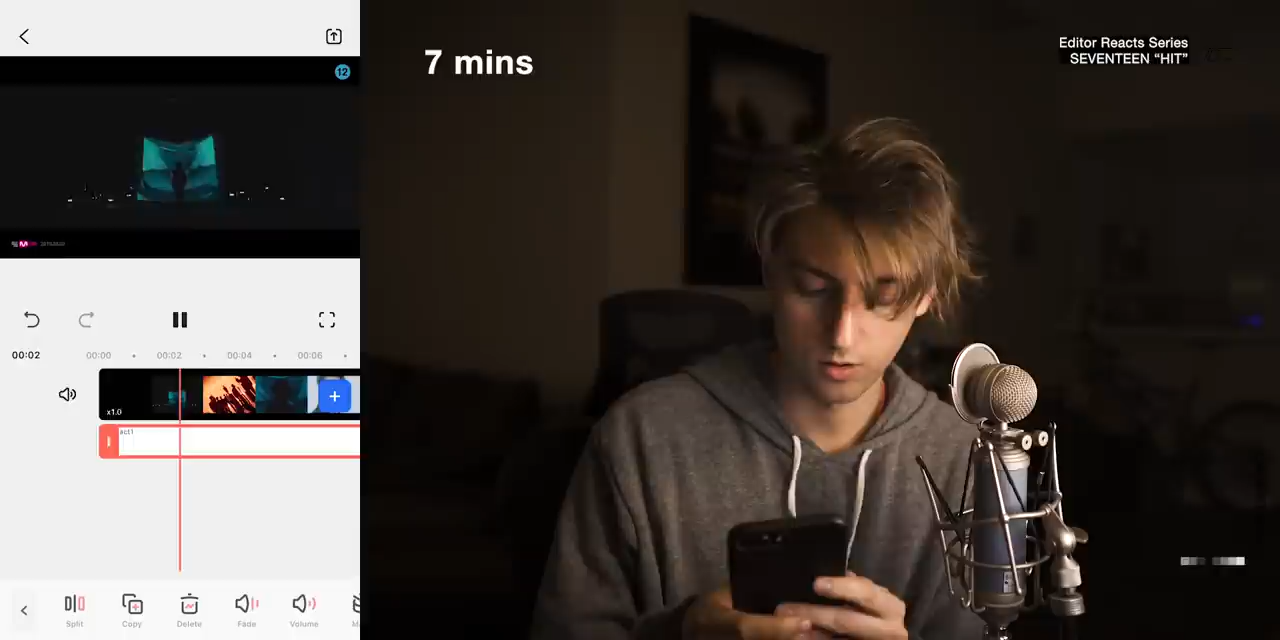 12
7 mins
Editor Reacts Series
SEVENTEEN “HIT”
00:02
00:00
00:02
00:04
00:06
x1.0
act1
Split
Copy
Delete
Fade
Volume